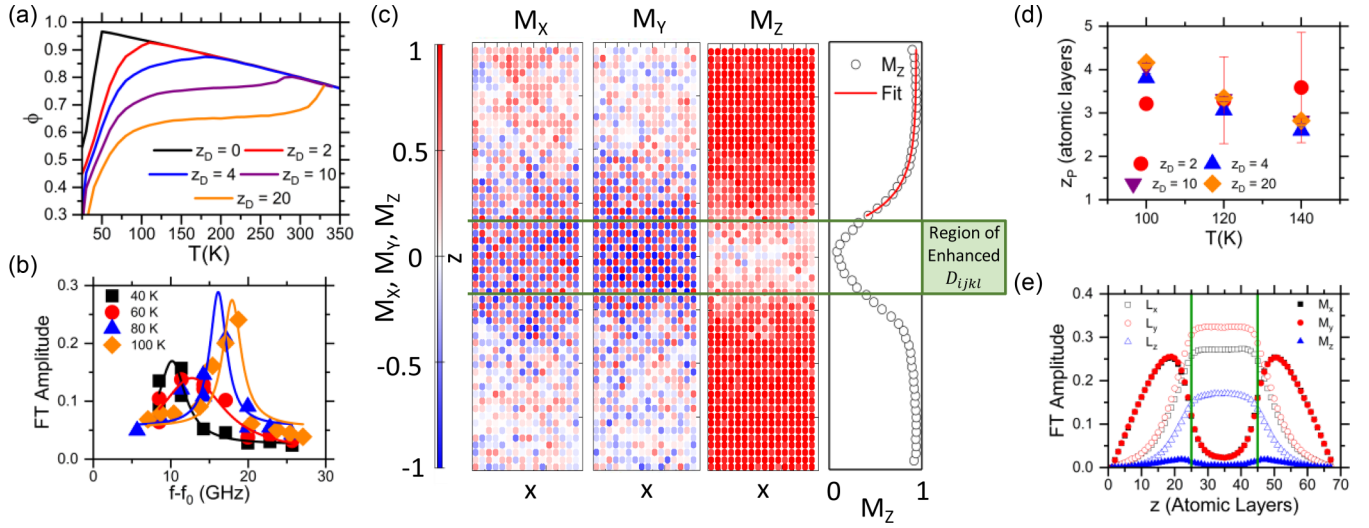 (a)
ϕ
1.0
0.9
0.8
0.7
0.6
0.5
0.4
0.3
z_D = 0
z_D = 2
z_D = 4
z_D = 10
z_D = 20
50 100 150 200 250 300 350
T(K)
(b)
FT Amplitude
0.3
0.2
0.1
0.0
40 K
60 K
80 K
100 K
0 10 20 30
f-f₀ (GHz)
(c)
M_X, M_Y, M_Z
1
0.5
0
-0.5
-1
z
M_X M_Y M_Z
x x x
M_Z
Fit
0 1
M_Z
Region of
Enhanced
D_ijkl
(d)
z_P (atomic layers)
5
4
3
2
1
z_D = 2 z_D = 4
z_D = 10 z_D = 20
100 120 140
T(K)
(e)
FT Amplitude
0.4
0.3
0.2
0.1
0.0
L_x M_x
L_y M_y
L_z M_z
0 10 20 30 40 50 60 70
z (Atomic Layers)